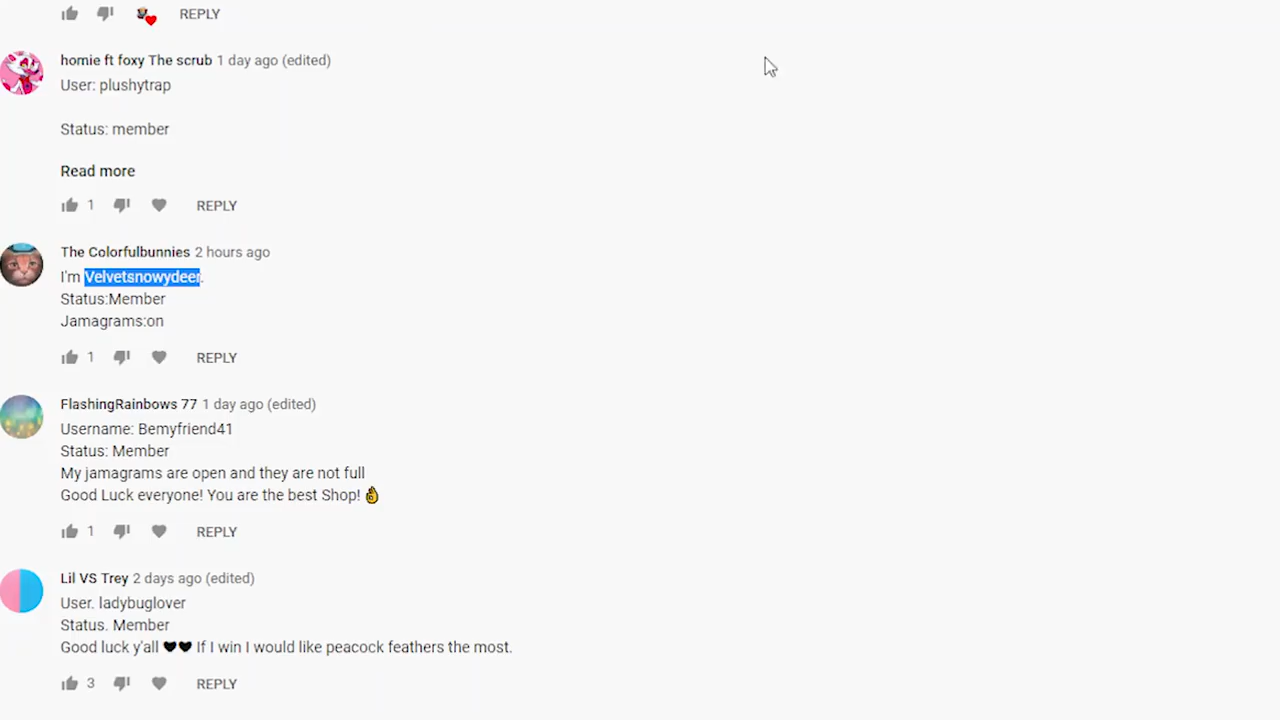 REPLY
homie ft foxy The scrub 1 day ago (edited)
User: plushytrap
Status: member
Read more
1 REPLY
The Colorfulbunnies 2 hours ago
I'm Velvetsnowydeer.
Status:Member
Jamagrams:on
1 REPLY
FlashingRainbows 77 1 day ago (edited)
Username: Bemyfriend41
Status: Member
My jamagrams are open and they are not full
Good Luck everyone! You are the best Shop! 👌
1 REPLY
Lil VS Trey 2 days ago (edited)
User. ladybuglover
Status. Member
Good luck y'all 🖤🖤 If I win I would like peacock feathers the most.
3 REPLY